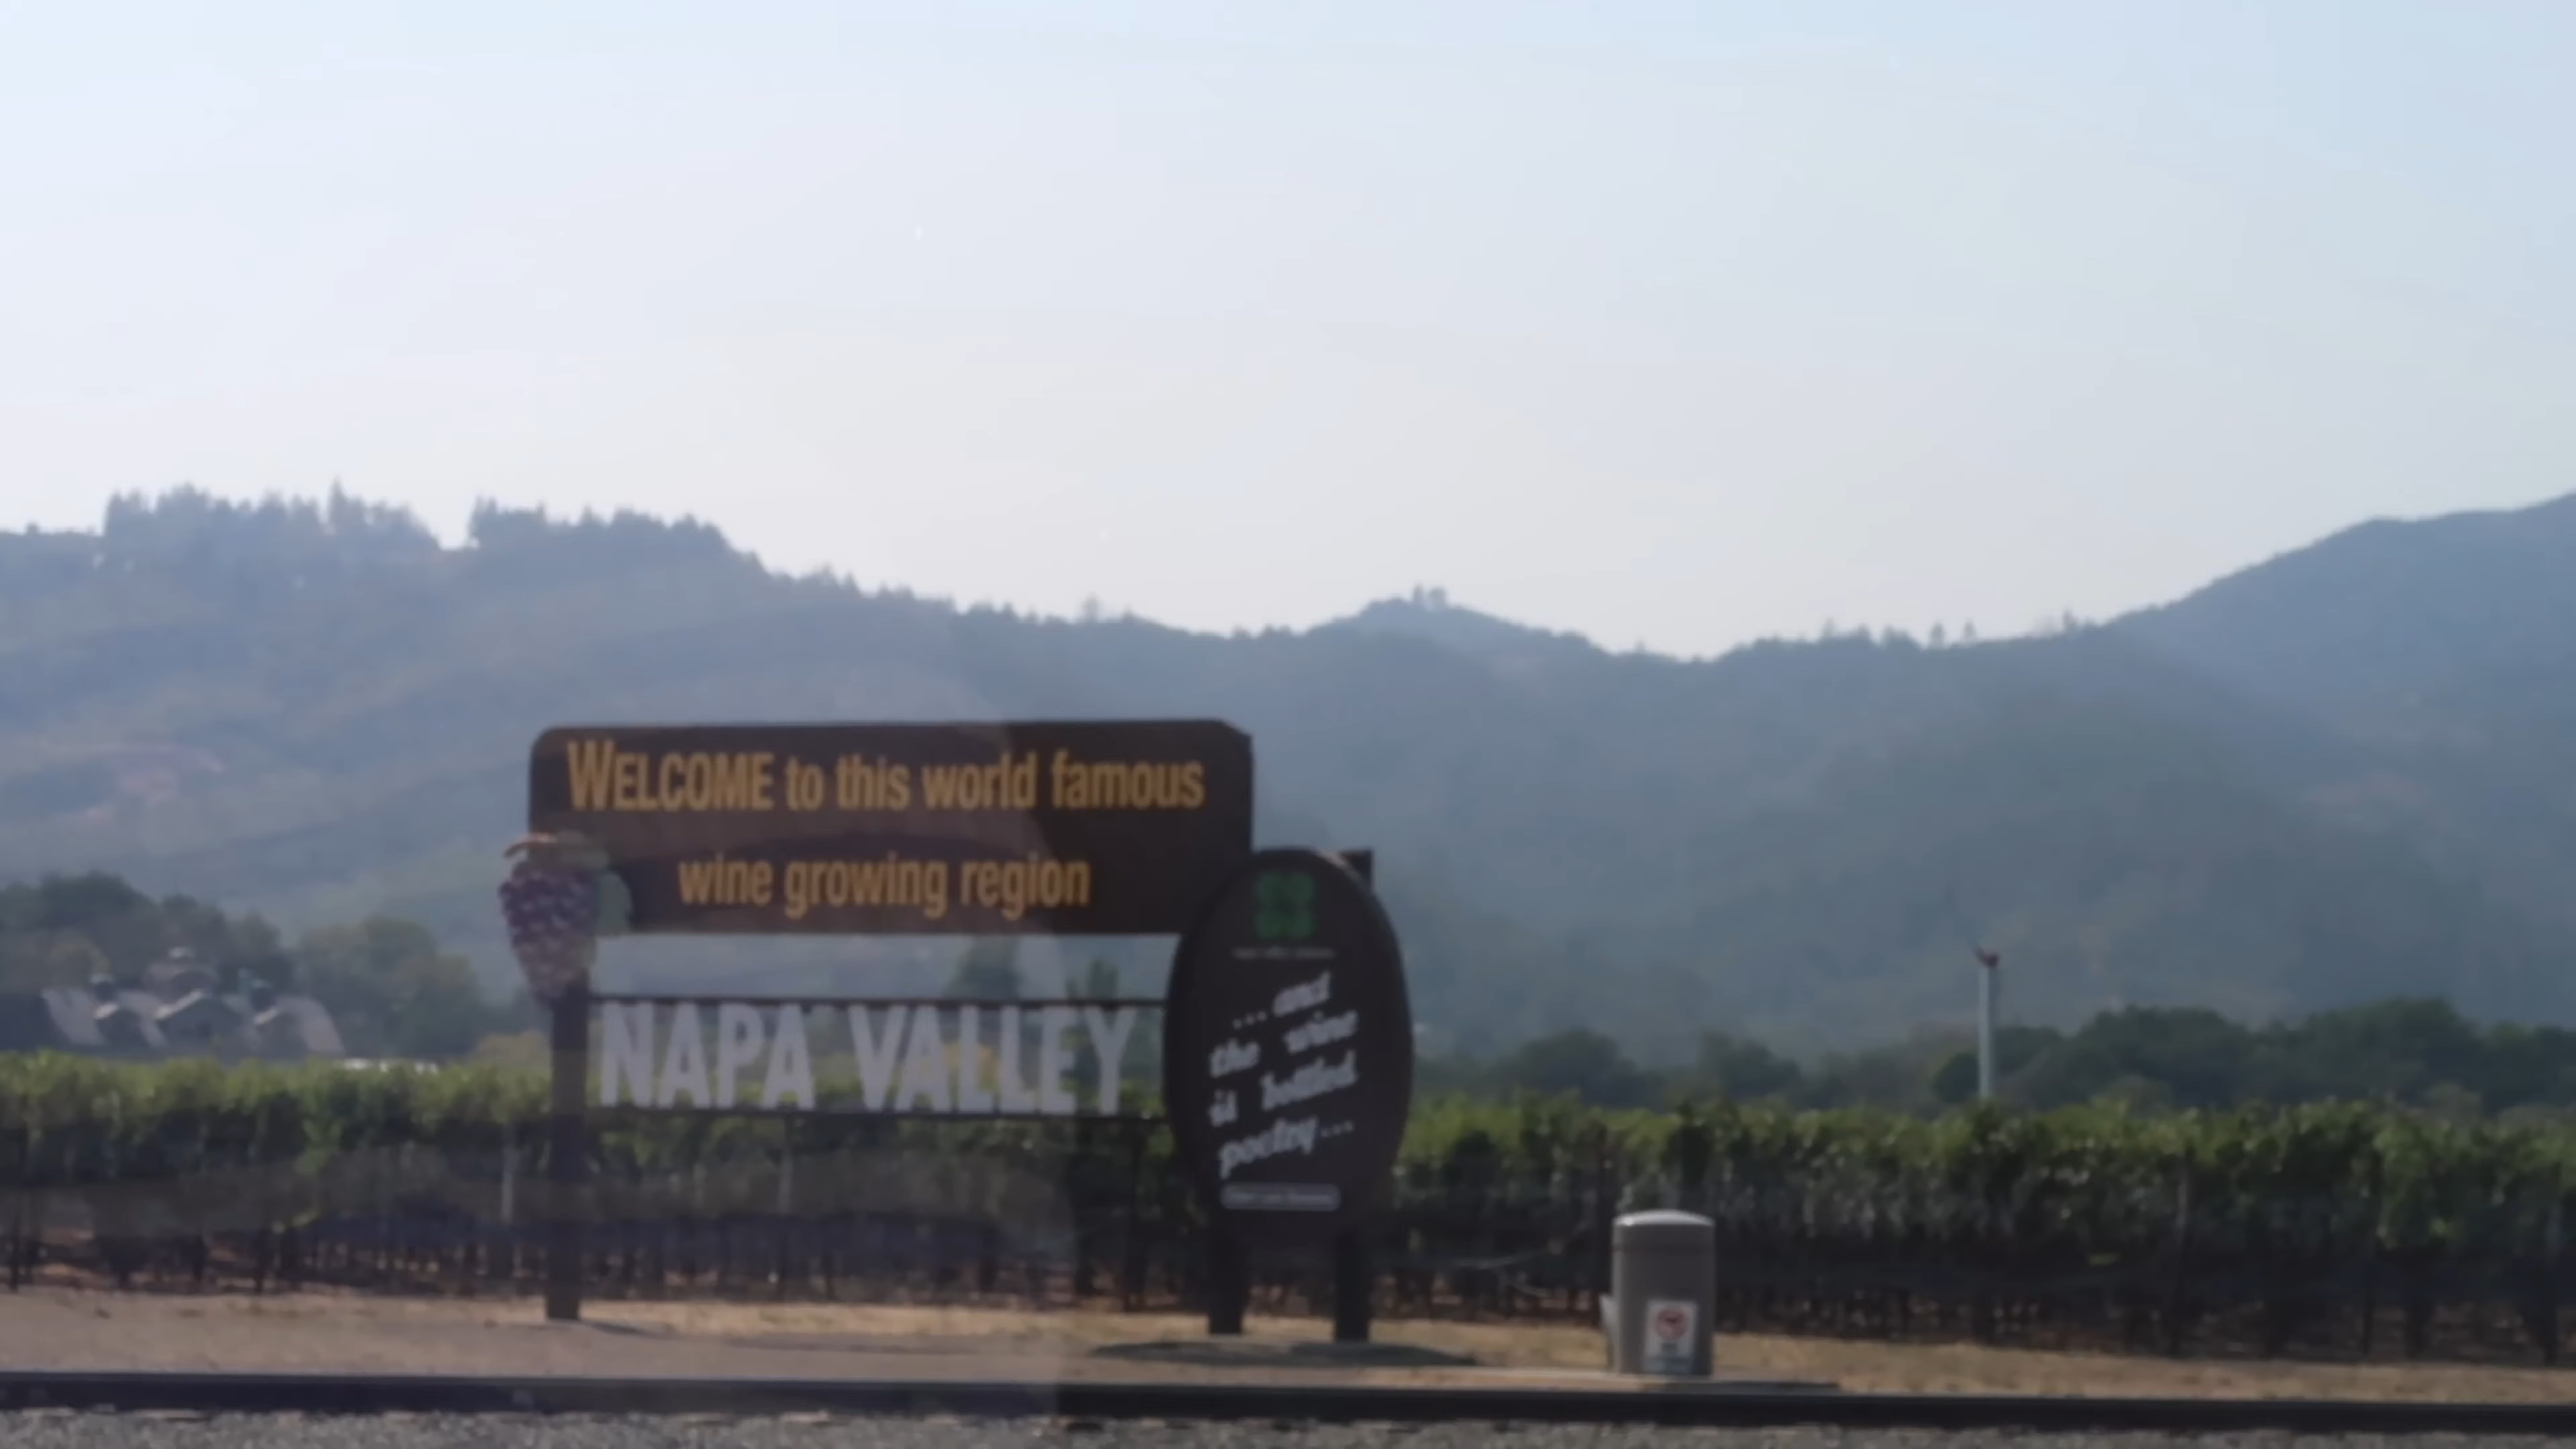 WELCOME to this world famous
wine growing region
NAPA VALLEY
...and
the wine
is bottled
poetry...